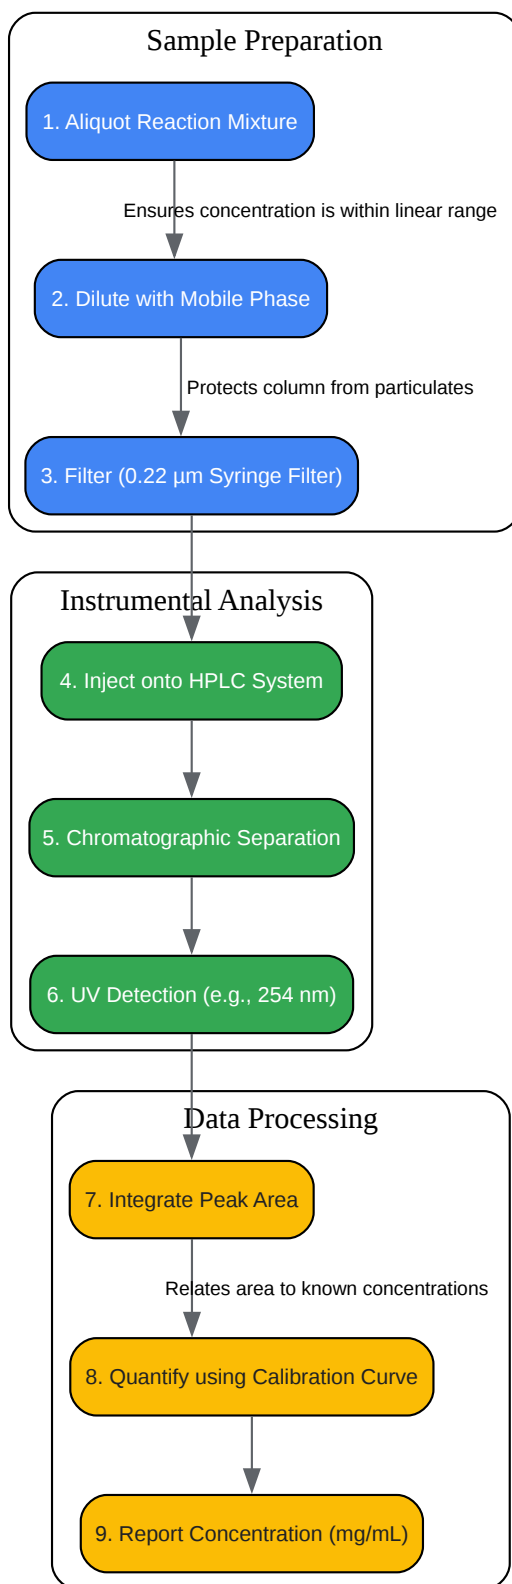 Sample Preparation
1. Aliquot Reaction Mixture
Ensures concentration is within linear range
2. Dilute with Mobile Phase
Protects column from particulates
3. Filter (0.22 µm Syringe Filter)
Instrumental Analysis
4. Inject onto HPLC System
5. Chromatographic Separation
6. UV Detection (e.g., 254 nm)
Data Processing
7. Integrate Peak Area
Relates area to known concentrations
8. Quantify using Calibration Curve
9. Report Concentration (mg/mL)